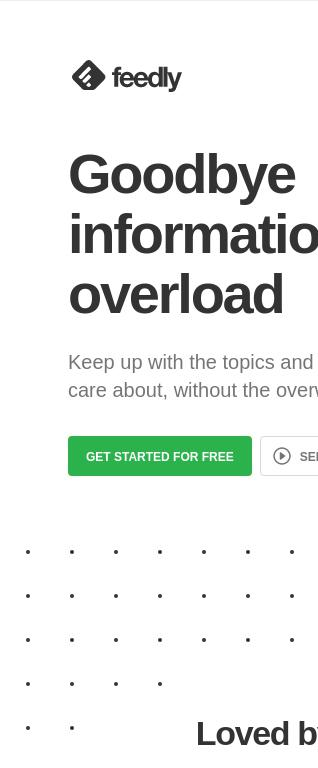 feedly
Goodbye
informatio
overload
Keep up with the topics and
care about, without the over
GET STARTED FOR FREE
SE
Loved b